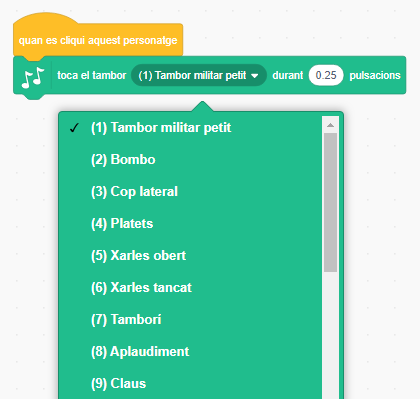 quan es cliqui aquest personatge
toca el tambor (1) Tambor militar petit durant 0.25 pulsacions
(1) Tambor militar petit
(2) Bombo
(3) Cop lateral
(4) Platets
(5) Xarles obert
(6) Xarles tancat
(7) Tamborí
(8) Aplaudiment
(9) Claus